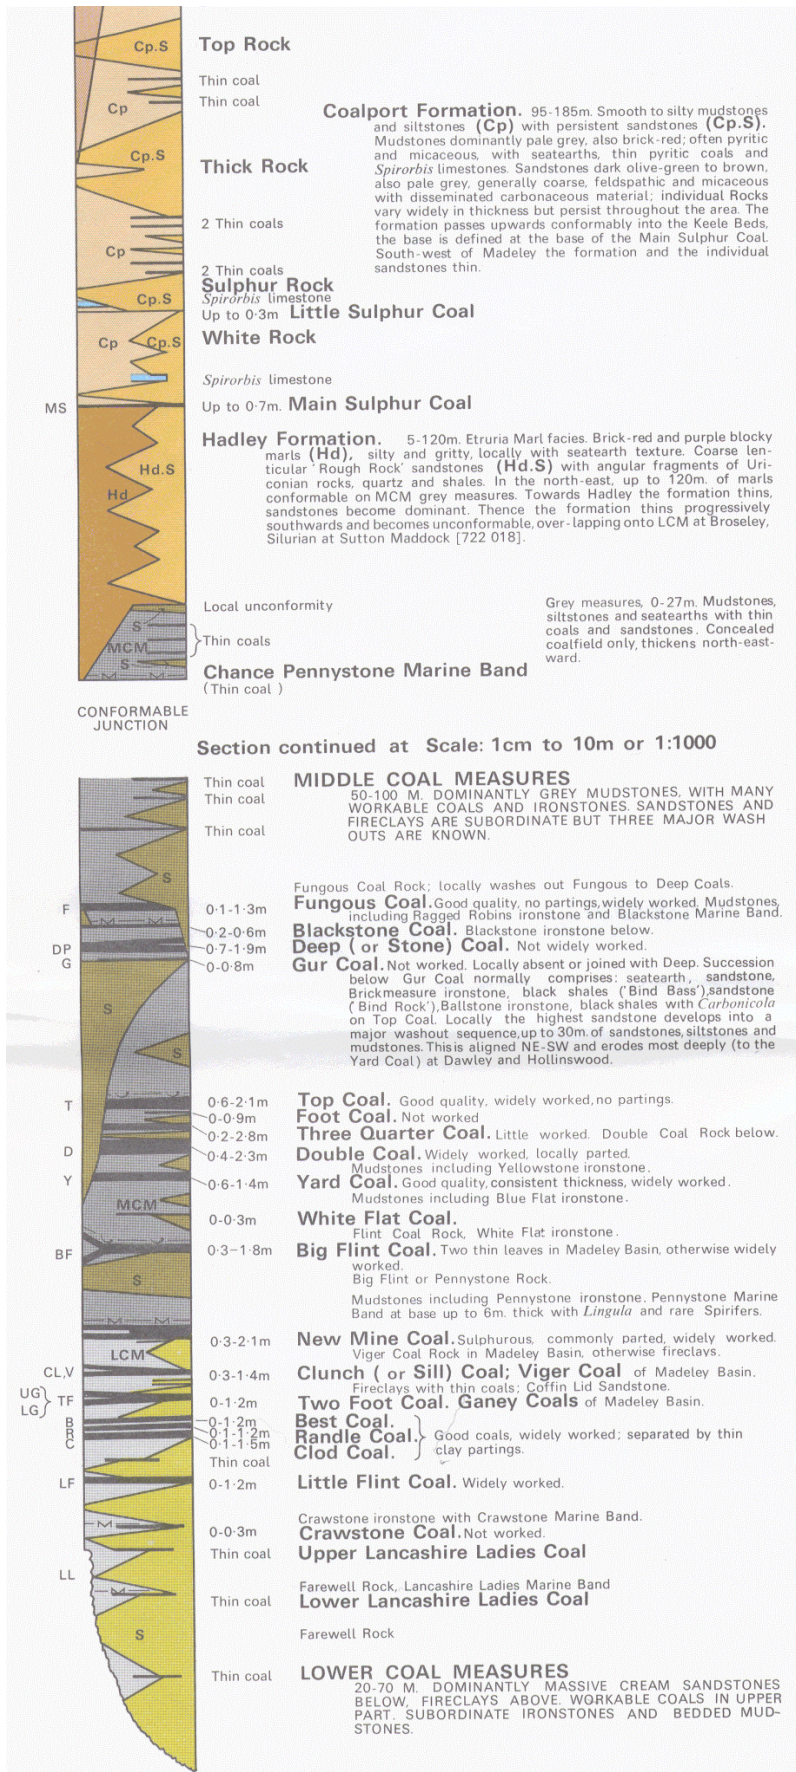 Cp.S
Top Rock
Thin coal
Thin coal
Cp
Coalport Formation. 95-185m. Smooth to silty mudstones
and siltstones (Cp) with persistent sandstones (Cp.S).
Mudstones dominantly pale grey, also brick-red; often pyritic
and micaceous, with seatearths, thin pyritic coals and
Spirorbis limestones. Sandstones dark olive-green to brown,
also pale grey, generally coarse, feldspathic and micaceous
with disseminated carbonaceous material; individual Rocks
vary widely in thickness but persist throughout the area. The
formation passes upwards conformably into the Keele Beds,
the base is defined at the base of the Main Sulphur Coal.
South-west of Madeley the formation and the individual
sandstones thin.
Cp.S
Thick Rock
2 Thin coals
Cp
2 Thin coals
Sulphur Rock
Cp.S
Spirorbis limestone
Up to 0·3m Little Sulphur Coal
Cp
Cp.S
White Rock
Spirorbis limestone
MS
Up to 0·7m. Main Sulphur Coal
Hadley Formation. 5-120m. Etruria Marl facies. Brick-red and purple blocky
marls (Hd), silty and gritty, locally with seatearth texture. Coarse len-
ticular 'Rough Rock' sandstones (Hd.S) with angular fragments of Uri-
conian rocks, quartz and shales. In the north-east, up to 120m. of marls
conformable on MCM grey measures. Towards Hadley the formation thins,
sandstones become dominant. Thence the formation thins progressively
southwards and becomes unconformable, over-lapping onto LCM at Broseley,
Silurian at Sutton Maddock [722 018].
Hd.S
Hd
Local unconformity
S
MCM
S
Thin coals
Grey measures, 0-27m. Mudstones,
siltstones and seatearths with thin
coals and sandstones. Concealed
coalfield only, thickens north-east-
ward.
M
M
Chance Pennystone Marine Band
(Thin coal)
CONFORMABLE
JUNCTION
Section continued at Scale: 1cm to 10m or 1:1000
Thin coal
MIDDLE COAL MEASURES
50-100 M. DOMINANTLY GREY MUDSTONES, WITH MANY
WORKABLE COALS AND IRONSTONES. SANDSTONES AND
FIRECLAYS ARE SUBORDINATE BUT THREE MAJOR WASH
OUTS ARE KNOWN.
Thin coal
Thin coal
S
Fungous Coal Rock; locally washes out Fungous to Deep Coals.
F
0·1-1·3m
Fungous Coal. Good quality, no partings, widely worked. Mudstones,
including Ragged Robins ironstone and Blackstone Marine Band.
M
M
0·2-0·6m
Blackstone Coal. Blackstone ironstone below.
DP
0·7-1·9m
Deep (or Stone) Coal. Not widely worked.
G
0-0·8m
Gur Coal. Not worked. Locally absent or joined with Deep. Succession
below Gur Coal normally comprises: seatearth, sandstone,
Brickmeasure ironstone, black shales ('Bind Bass'), sandstone
('Bind Rock'), Ballstone ironstone, black shales with Carbonicola
on Top Coal. Locally the highest sandstone develops into a
major washout sequence, up to 30m. of sandstones, siltstones and
mudstones. This is aligned NE-SW and erodes most deeply (to the
Yard Coal) at Dawley and Hollinswood.
S
S
T
0·6-2·1m
Top Coal. Good quality, widely worked, no partings.
0-0·9m
Foot Coal. Not worked
0·2-2·8m
Three Quarter Coal. Little worked. Double Coal Rock below.
D
0·4-2·3m
Double Coal. Widely worked, locally parted.
Mudstones including Yellowstone ironstone.
Y
0·6-1·4m
Yard Coal. Good quality, consistent thickness, widely worked.
Mudstones including Blue Flat ironstone.
MCM
0-0·3m
White Flat Coal.
Flint Coal Rock, White Flat ironstone.
BF
0·3-1·8m
Big Flint Coal. Two thin leaves in Madeley Basin, otherwise widely
worked.
Big Flint or Pennystone Rock.
S
Mudstones including Pennystone ironstone. Pennystone Marine
Band at base up to 6m. thick with Lingula and rare Spirifers.
M
M
0·3-2·1m
New Mine Coal. Sulphurous, commonly parted, widely worked.
Viger Coal Rock in Madeley Basin, otherwise fireclays.
LCM
CL,V
0·3-1·4m
Clunch (or Sill) Coal; Viger Coal of Madeley Basin.
Fireclays with thin coals; Coffin Lid Sandstone.
UG
LG
TF
0-1·2m
Two Foot Coal. Ganey Coals of Madeley Basin.
B
0-1·2m
Best Coal.
R
0·1-1·2m
Randle Coal.
Good coals, widely worked; separated by thin
clay partings.
C
0·1-1·5m
Clod Coal.
Thin coal
LF
0-1·2m
Little Flint Coal. Widely worked.
Crawstone ironstone with Crawstone Marine Band.
M
0-0·3m
Crawstone Coal. Not worked.
Thin coal
Upper Lancashire Ladies Coal
LL
Farewell Rock, Lancashire Ladies Marine Band
M
Thin coal
Lower Lancashire Ladies Coal
S
Farewell Rock
Thin coal
LOWER COAL MEASURES
20-70 M. DOMINANTLY MASSIVE CREAM SANDSTONES
BELOW, FIRECLAYS ABOVE. WORKABLE COALS IN UPPER
PART. SUBORDINATE IRONSTONES AND BEDDED MUD-
STONES.